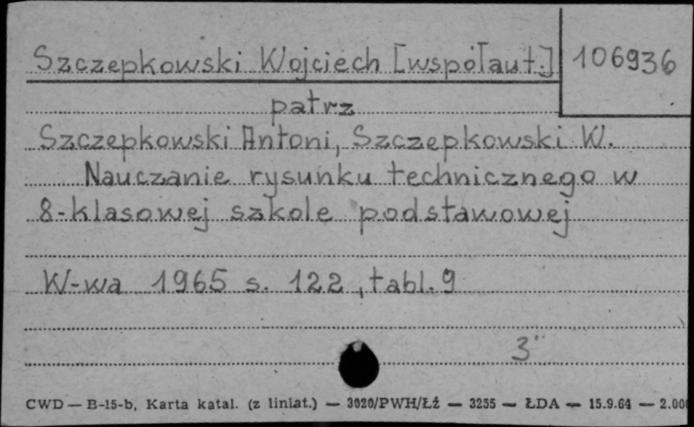 Szczepkowski Wojciech [współaut.] 106936
patrz
Szczepkowski Antoni, Szczepkowski W.
Nauczanie rysunku technicznego w
8-klasowej szkole podstawowej
W-wa 1965 s. 122, tabl. 9
3
CWD — B-15-b, Karta katal. (z liniat.) — 3020/PWH/Łź — 3255 — ŁDA — 15.9.64 — 2.000